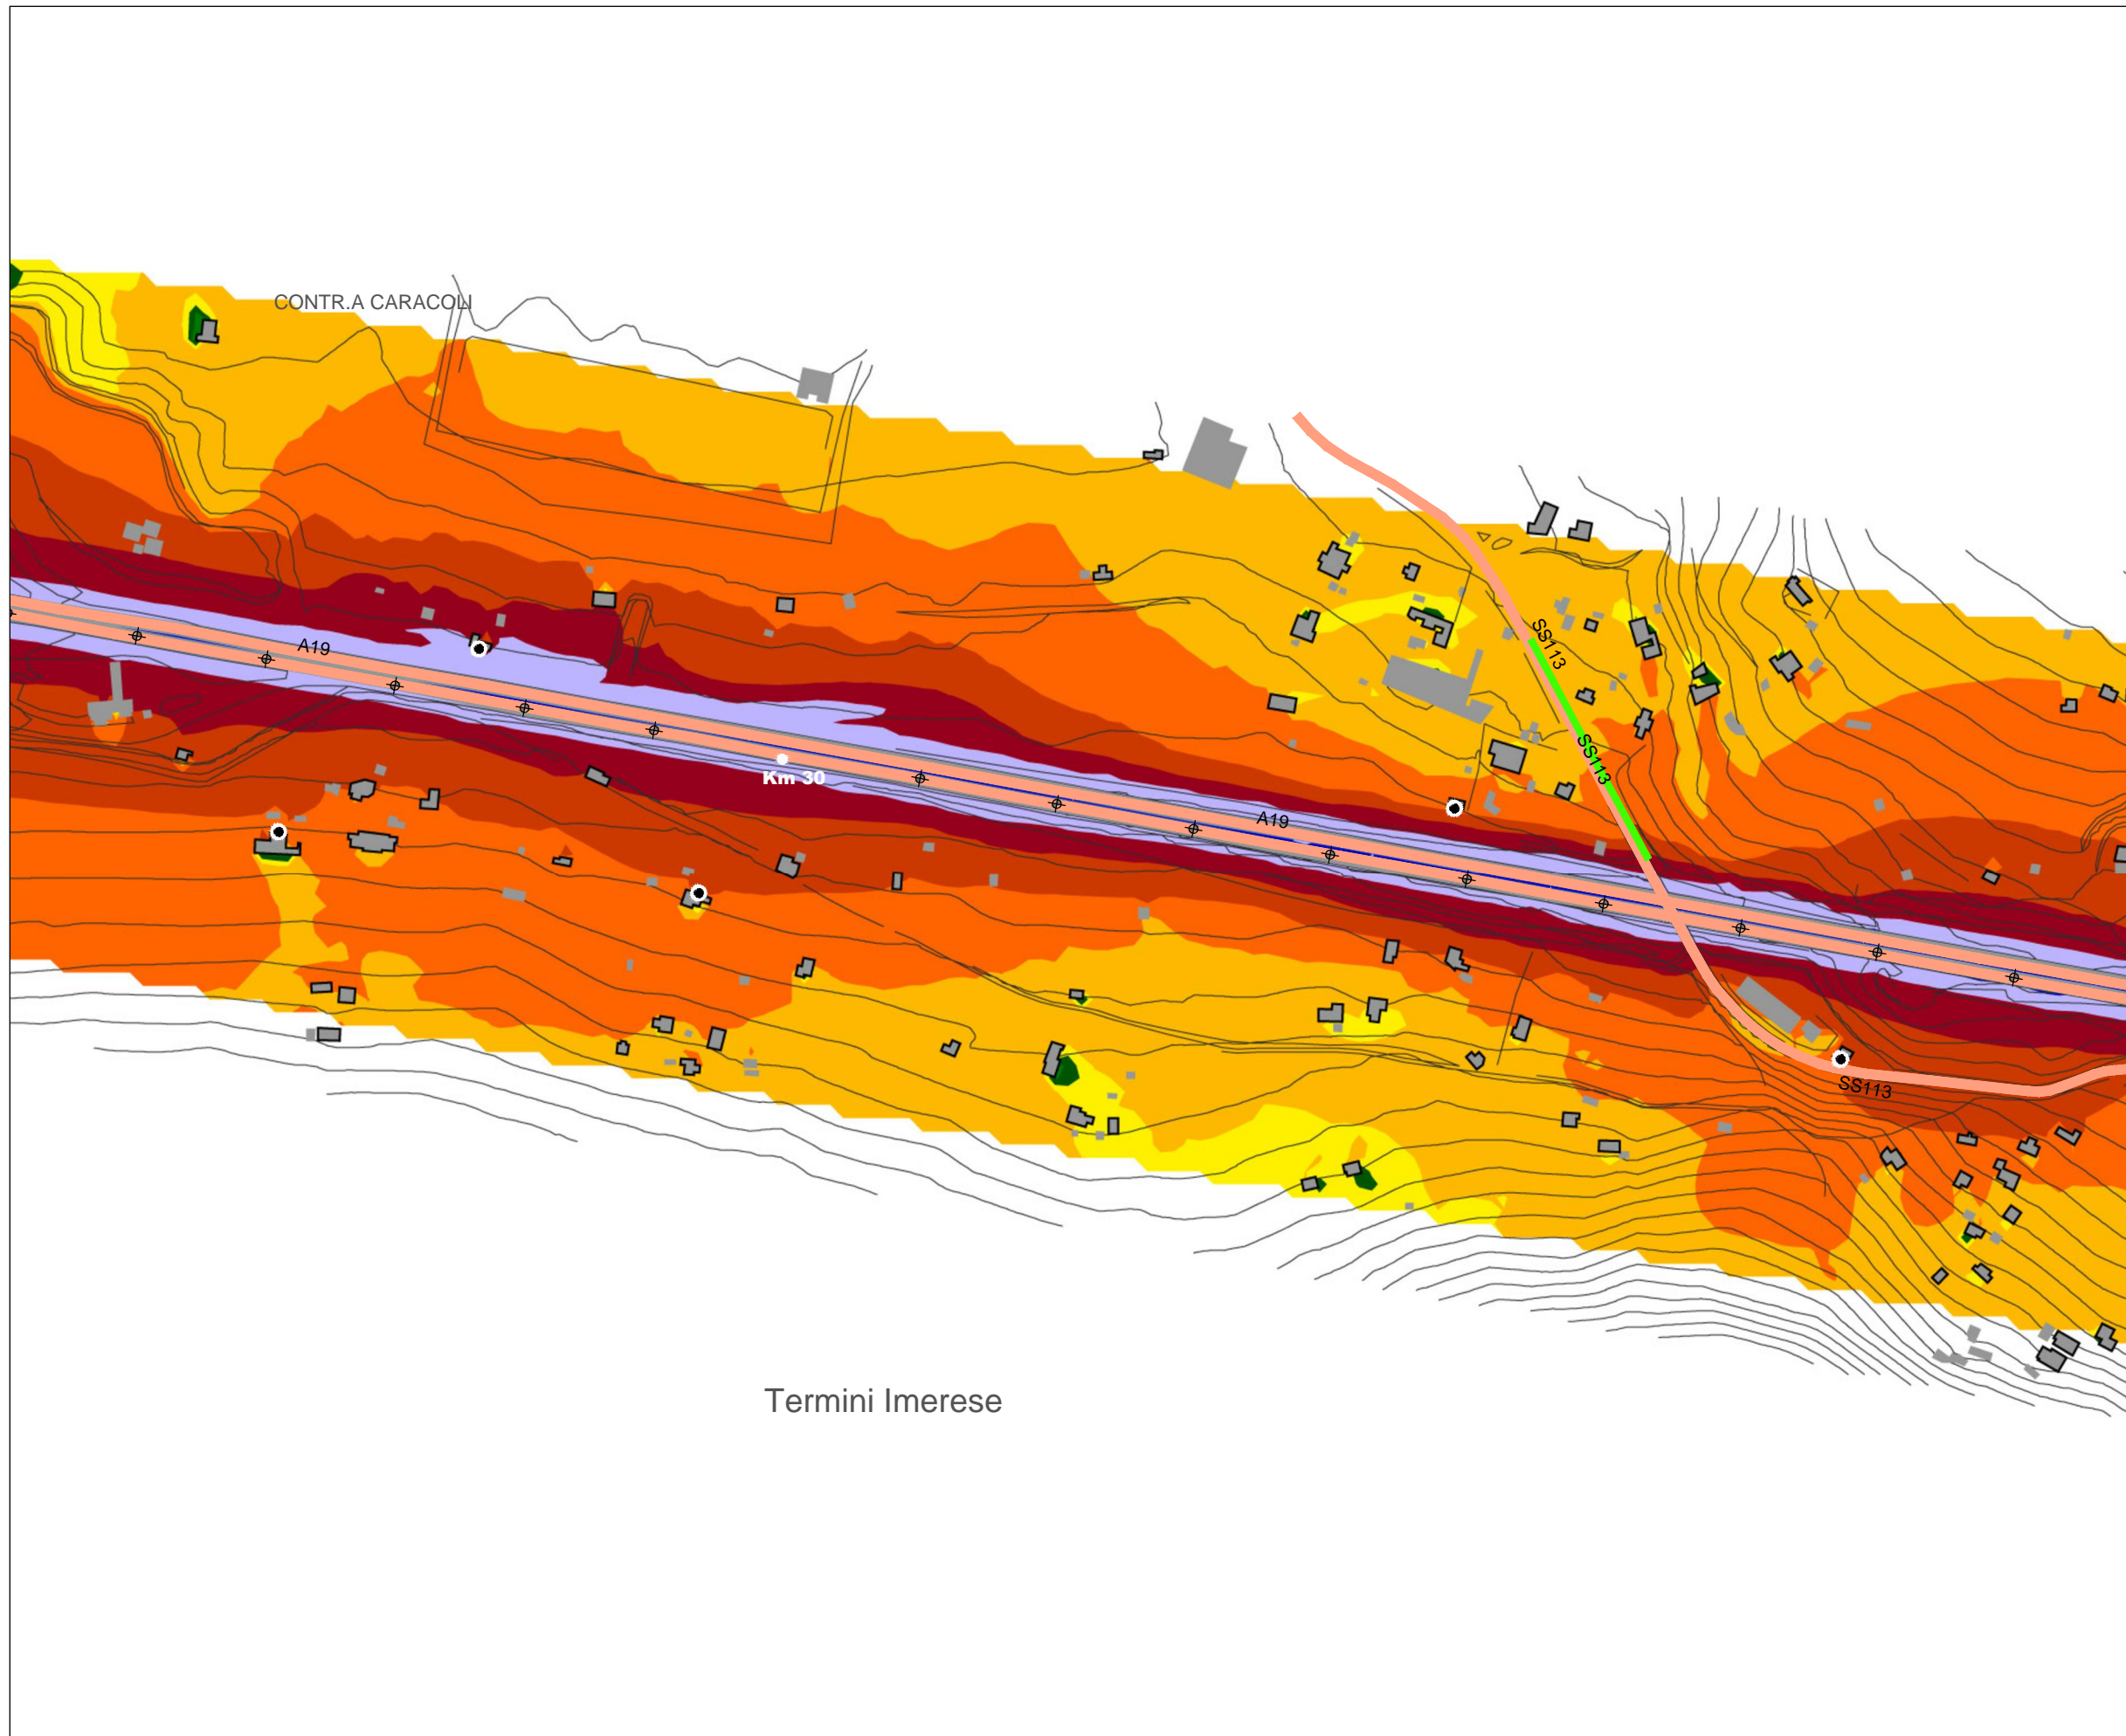 CONTR.A CARACOLI
SS113
A19
SS113
Km 30
A19
SS113
Termini Imerese